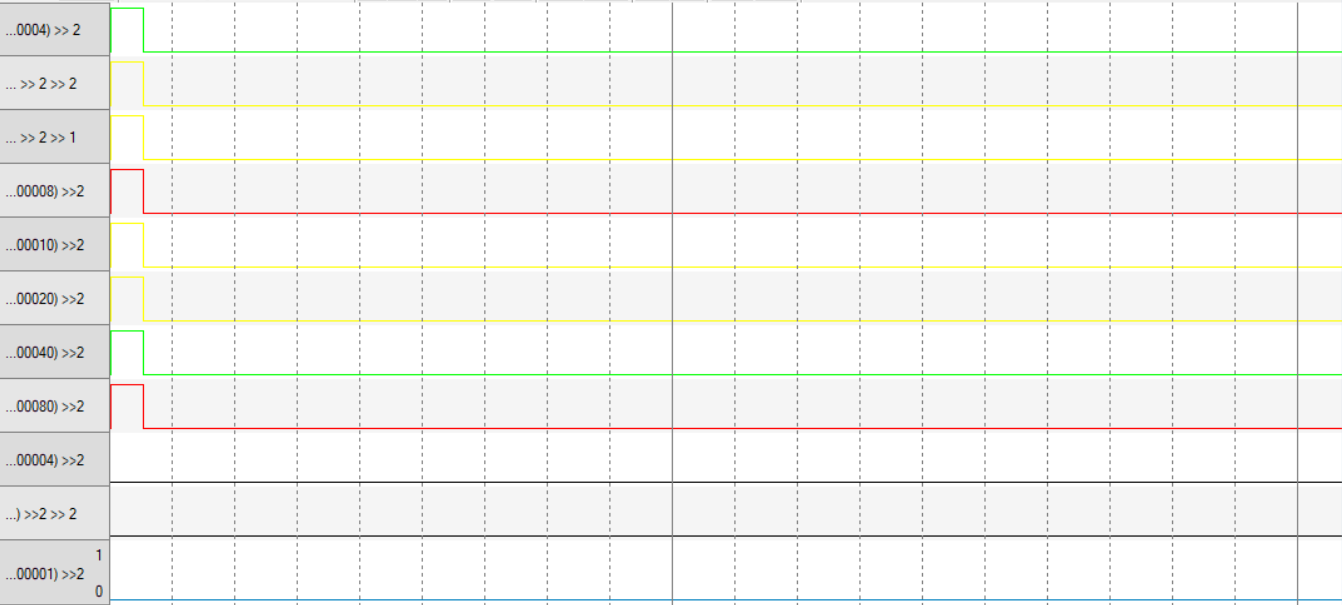 ...0004) >> 2
... >> 2 >> 2
... >> 2 >> 1
...00008) >>2
...00010) >>2
...00020) >>2
...00040) >>2
...00080) >>2
...00004) >>2
...) >>2 >> 2
1
...00001) >>2
0